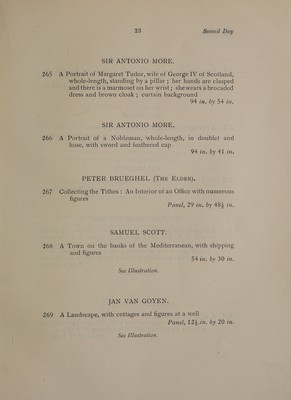 23 Second Day
SIR ANTONIO MORE.
265 A Portrait of Margaret Tudor, wife of George IV of Scotland,
whole-length, standing by a pillar ; her hands are clasped
and there is a marmoset on her wrist ; she wears a brocaded
dress and brown cloak ; curtain background
94 in. by 54 in.
SIR ANTONIO MORE.
266 A Portrait of a Nobleman, whole-length, in doublet and
hose, with sword and feathered cap
94 in. by 41 in.
PETER BRUEGHEL (THE ELDER).
267 Collecting the Tithes : An Interior of an Office with numerous
figures
Panel, 29 in. by 48½ in.
SAMUEL SCOTT.
268 A Town on the banks of the Mediterranean, with shipping
and figures
54 in. by 30 in.
See Illustration.
JAN VAN GOYEN.
269 A Landscape, with cottages and figures at a well
Panel, 12½ in. by 20 in.
See Illustration.